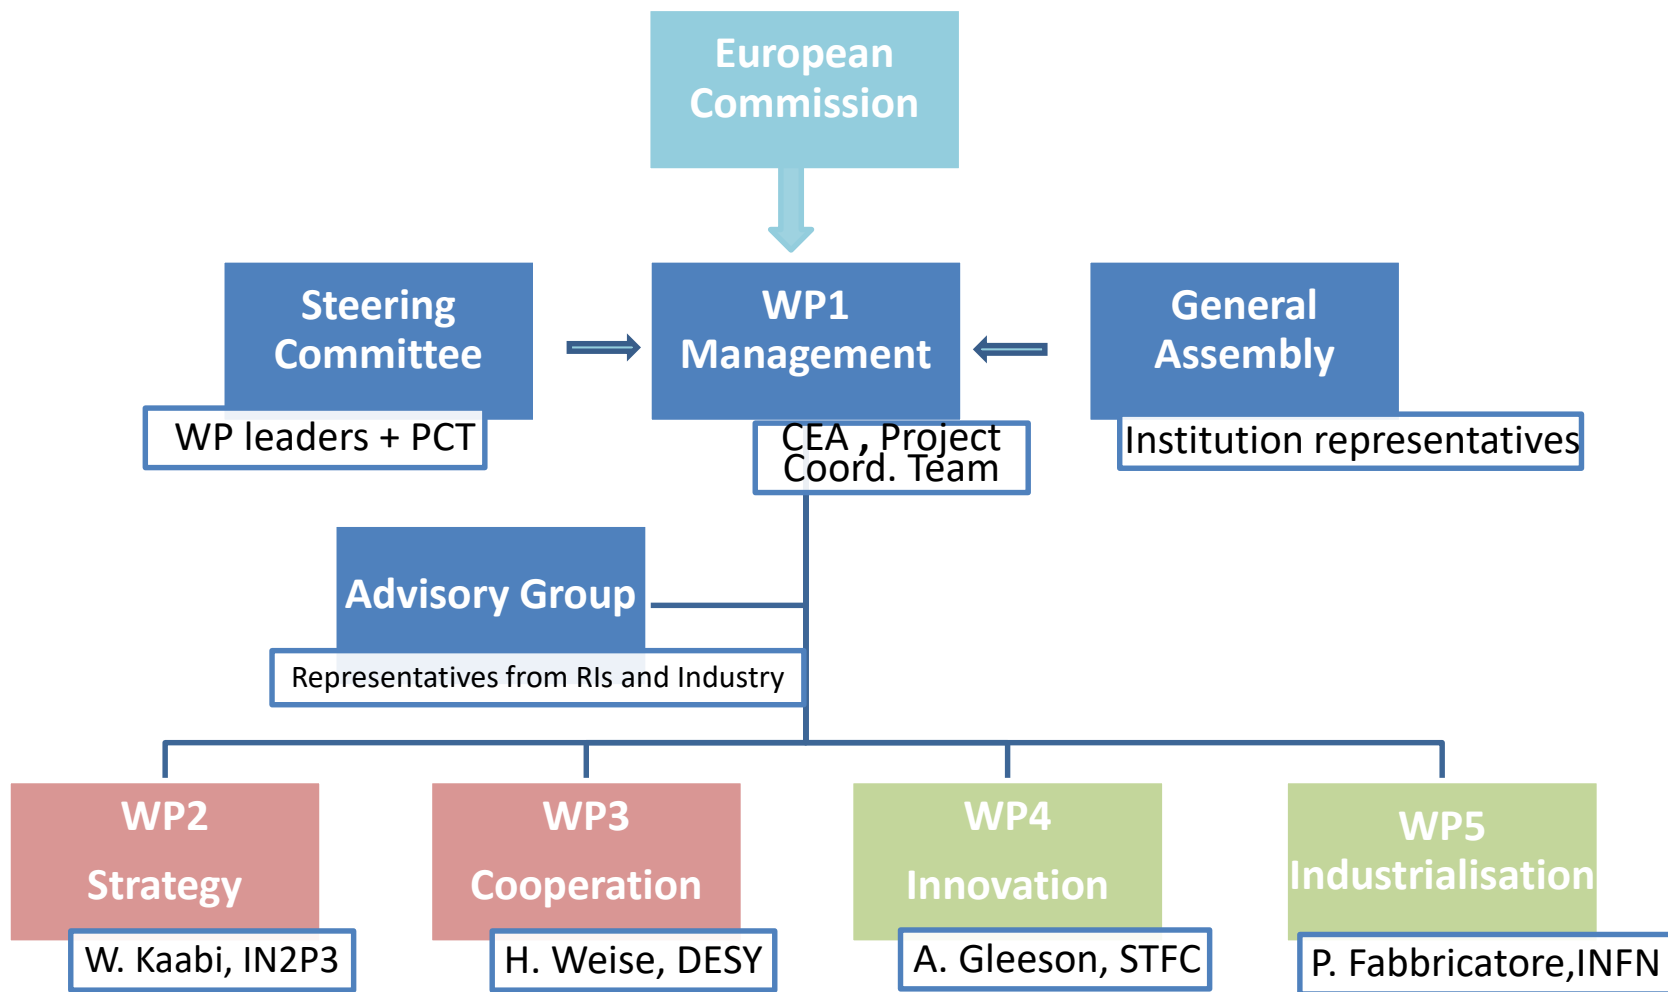 European
Commission
Steering
Committee
WP leaders + PCT
WP1
Management
CEA , Project
Coord. Team
General
Assembly
Institution representatives
Advisory Group
Representatives from RIs and Industry
WP2
Strategy
W. Kaabi, IN2P3
WP3
Cooperation
H. Weise, DESY
WP4
Innovation
A. Gleeson, STFC
WP5
Industrialisation
P. Fabbricatore,INFN